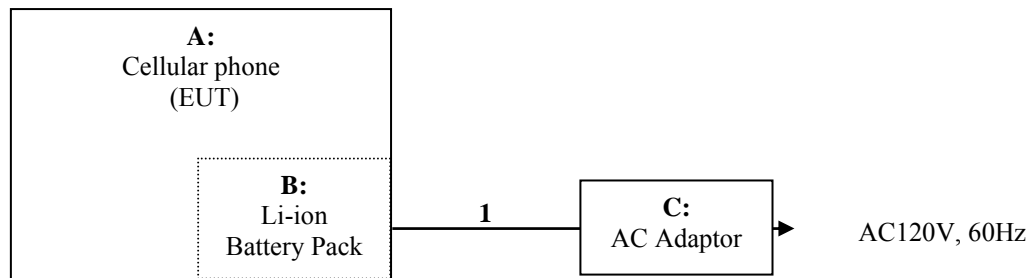 A:
Cellular phone
(EUT)
B:
Li-ion
Battery Pack
1
C:
AC Adaptor
AC120V, 60Hz